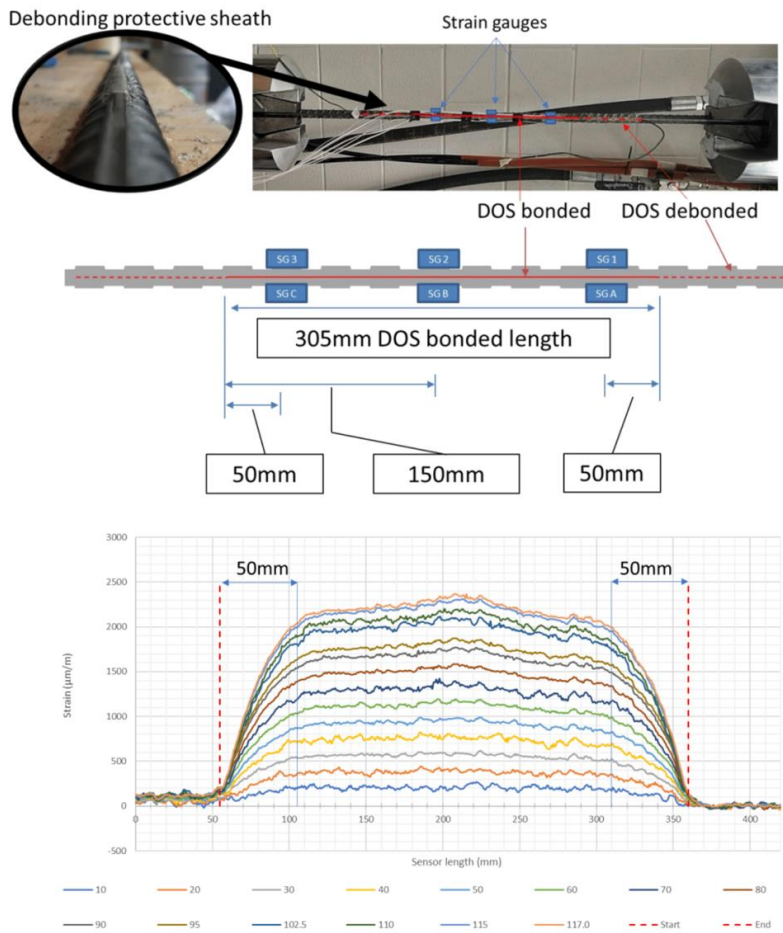 Debonding protective sheath
Strain gauges
DOS bonded
DOS debonded
SG 3
SG 2
SG 1
SG C
SG B
SG A
305mm DOS bonded length
50mm
150mm
50mm
50mm
50mm
3000
2500
2000
1500
1000
500
0
-500
Strain (µm/m)
0
50
100
150
200
250
300
350
400
Sensor length (mm)
10
20
30
40
50
60
70
80
90
95
102.5
110
115
117.0
Start
End